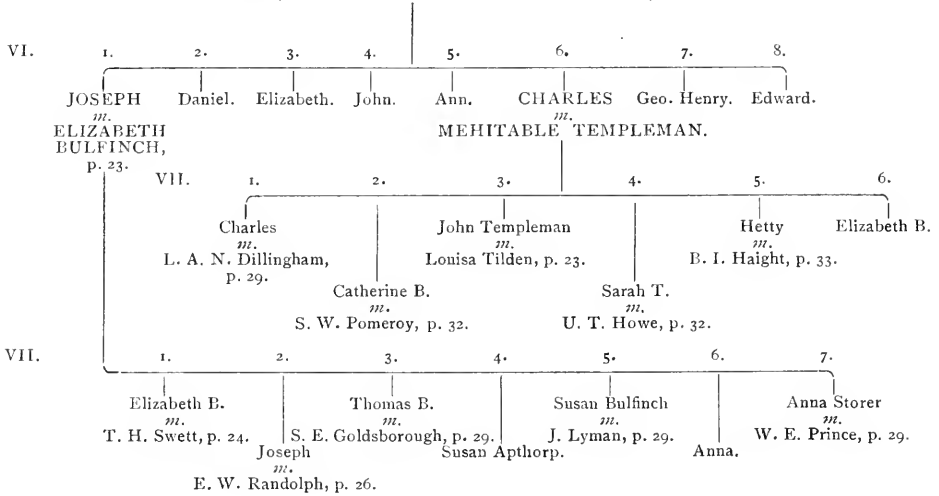 VI. 1. 2. 3. 4. 5. 6. 7. 8.
JOSEPH Daniel. Elizabeth. John. Ann. CHARLES Geo. Henry. Edward.
m. m.
ELIZABETH MEHITABLE TEMPLEMAN.
BULFINCH,
p. 23.
VII. 1. 2. 3. 4. 5. 6.
Charles John Templeman Hetty Elizabeth B.
m. m. m.
L. A. N. Dillingham, Louisa Tilden, p. 23. B. I. Haight, p. 33.
p. 29.
Catherine B. Sarah T.
m. m.
S. W. Pomeroy, p. 32. U. T. Howe, p. 32.
VII. 1. 2. 3. 4. 5. 6. 7.
Elizabeth B. Thomas B. Susan Bulfinch Anna Storer
m. m. m. m.
T. H. Swett, p. 24. S. E. Goldsborough, p. 29. J. Lyman, p. 29. W. E. Prince, p. 29.
Joseph Susan Apthorp. Anna.
m.
E. W. Randolph, p. 26.